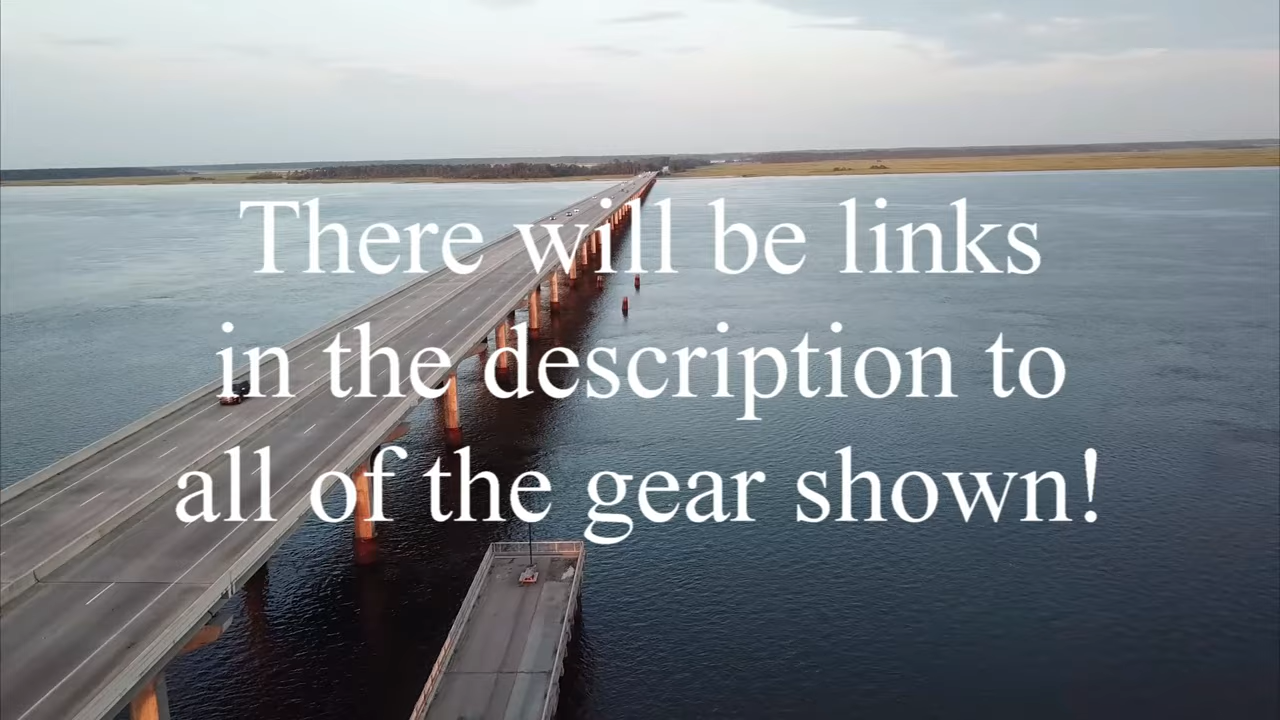 There will be links
in the description to
all of the gear shown!